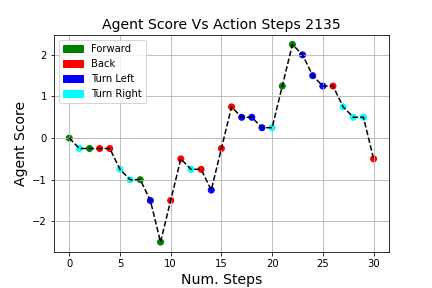 Agent Score Vs Action Steps 2135
Forward
Back
Turn Left
Turn Right
Agent Score
2
1
0
−1
−2
0 5 10 15 20 25 30
Num. Steps